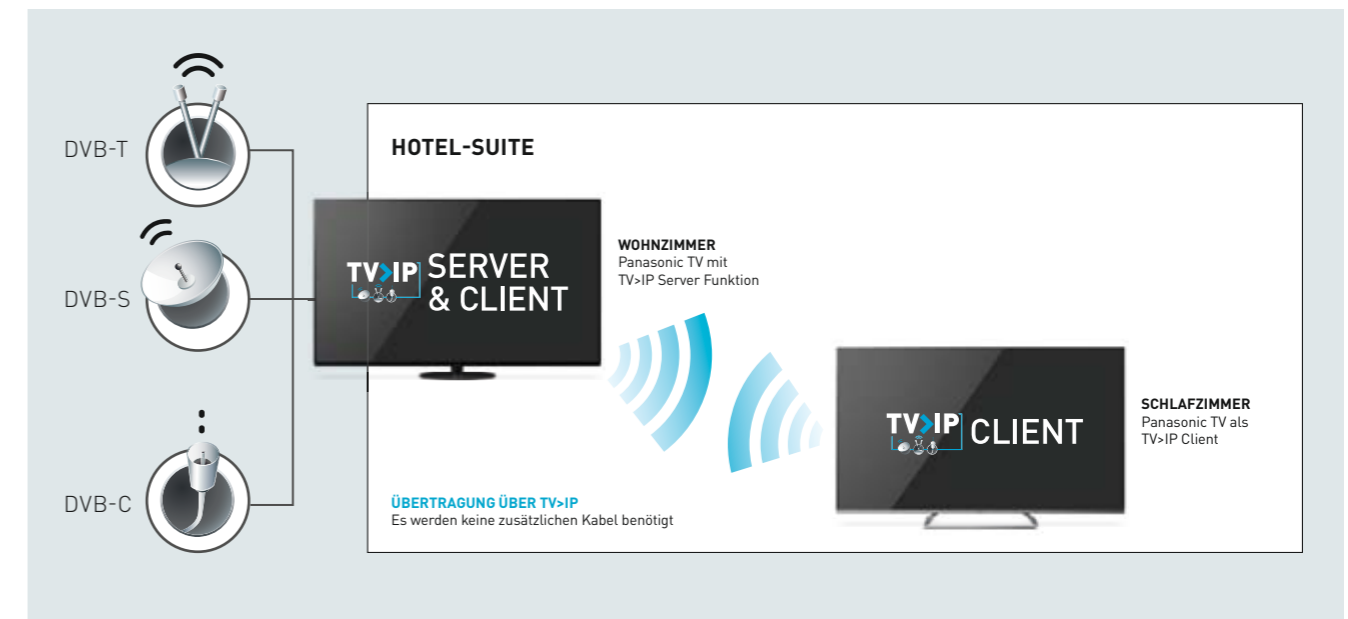 DVB-T
DVB-S
DVB-C
HOTEL-SUITE
TV>IP SERVER
& CLIENT
WOHNZIMMER
Panasonic TV mit
TV>IP Server Funktion
TV>IP CLIENT
SCHLAFZIMMER
Panasonic TV als
TV>IP Client
ÜBERTRAGUNG ÜBER TV>IP
Es werden keine zusätzlichen Kabel benötigt